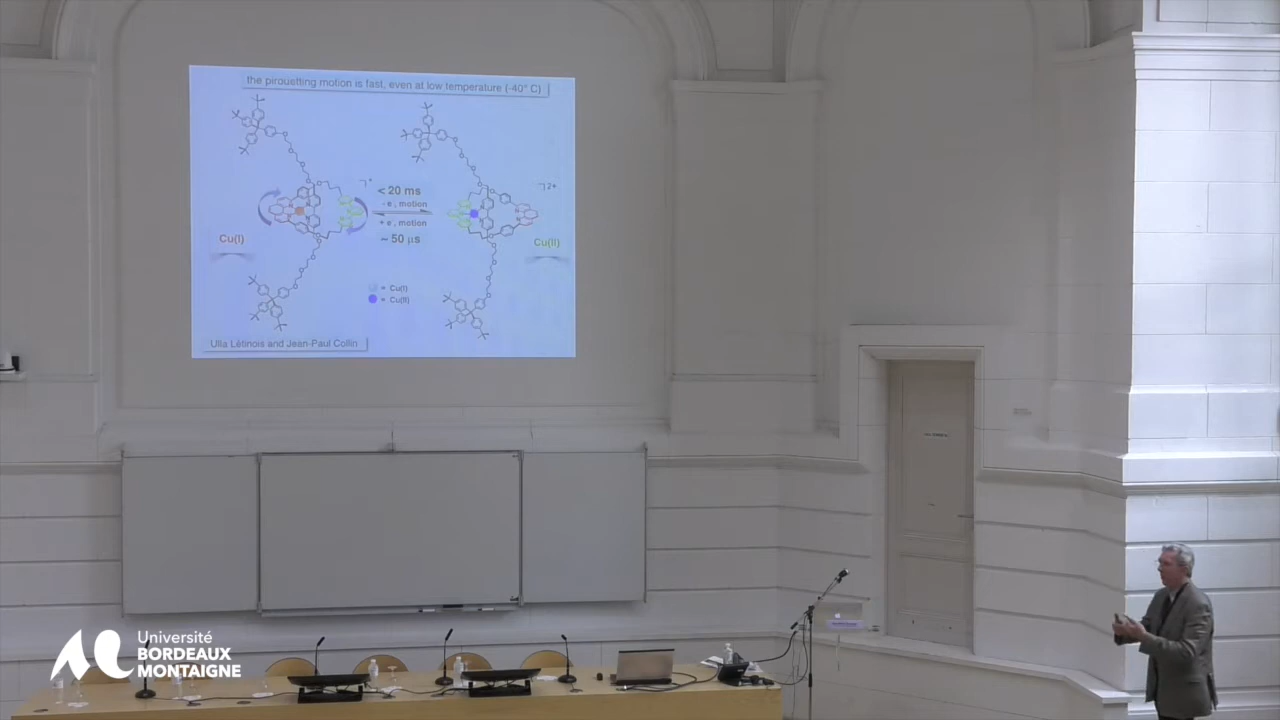 the pirouetting motion is fast, even at low temperature (-40° C)
+
< 20 ms
- e-, motion
+ e-, motion
~ 50 µs
2+
Cu(I)
Cu(II)
= Cu(I)
= Cu(II)
Ulla Létinois and Jean-Paul Collin
Université
BORDEAUX
MONTAIGNE